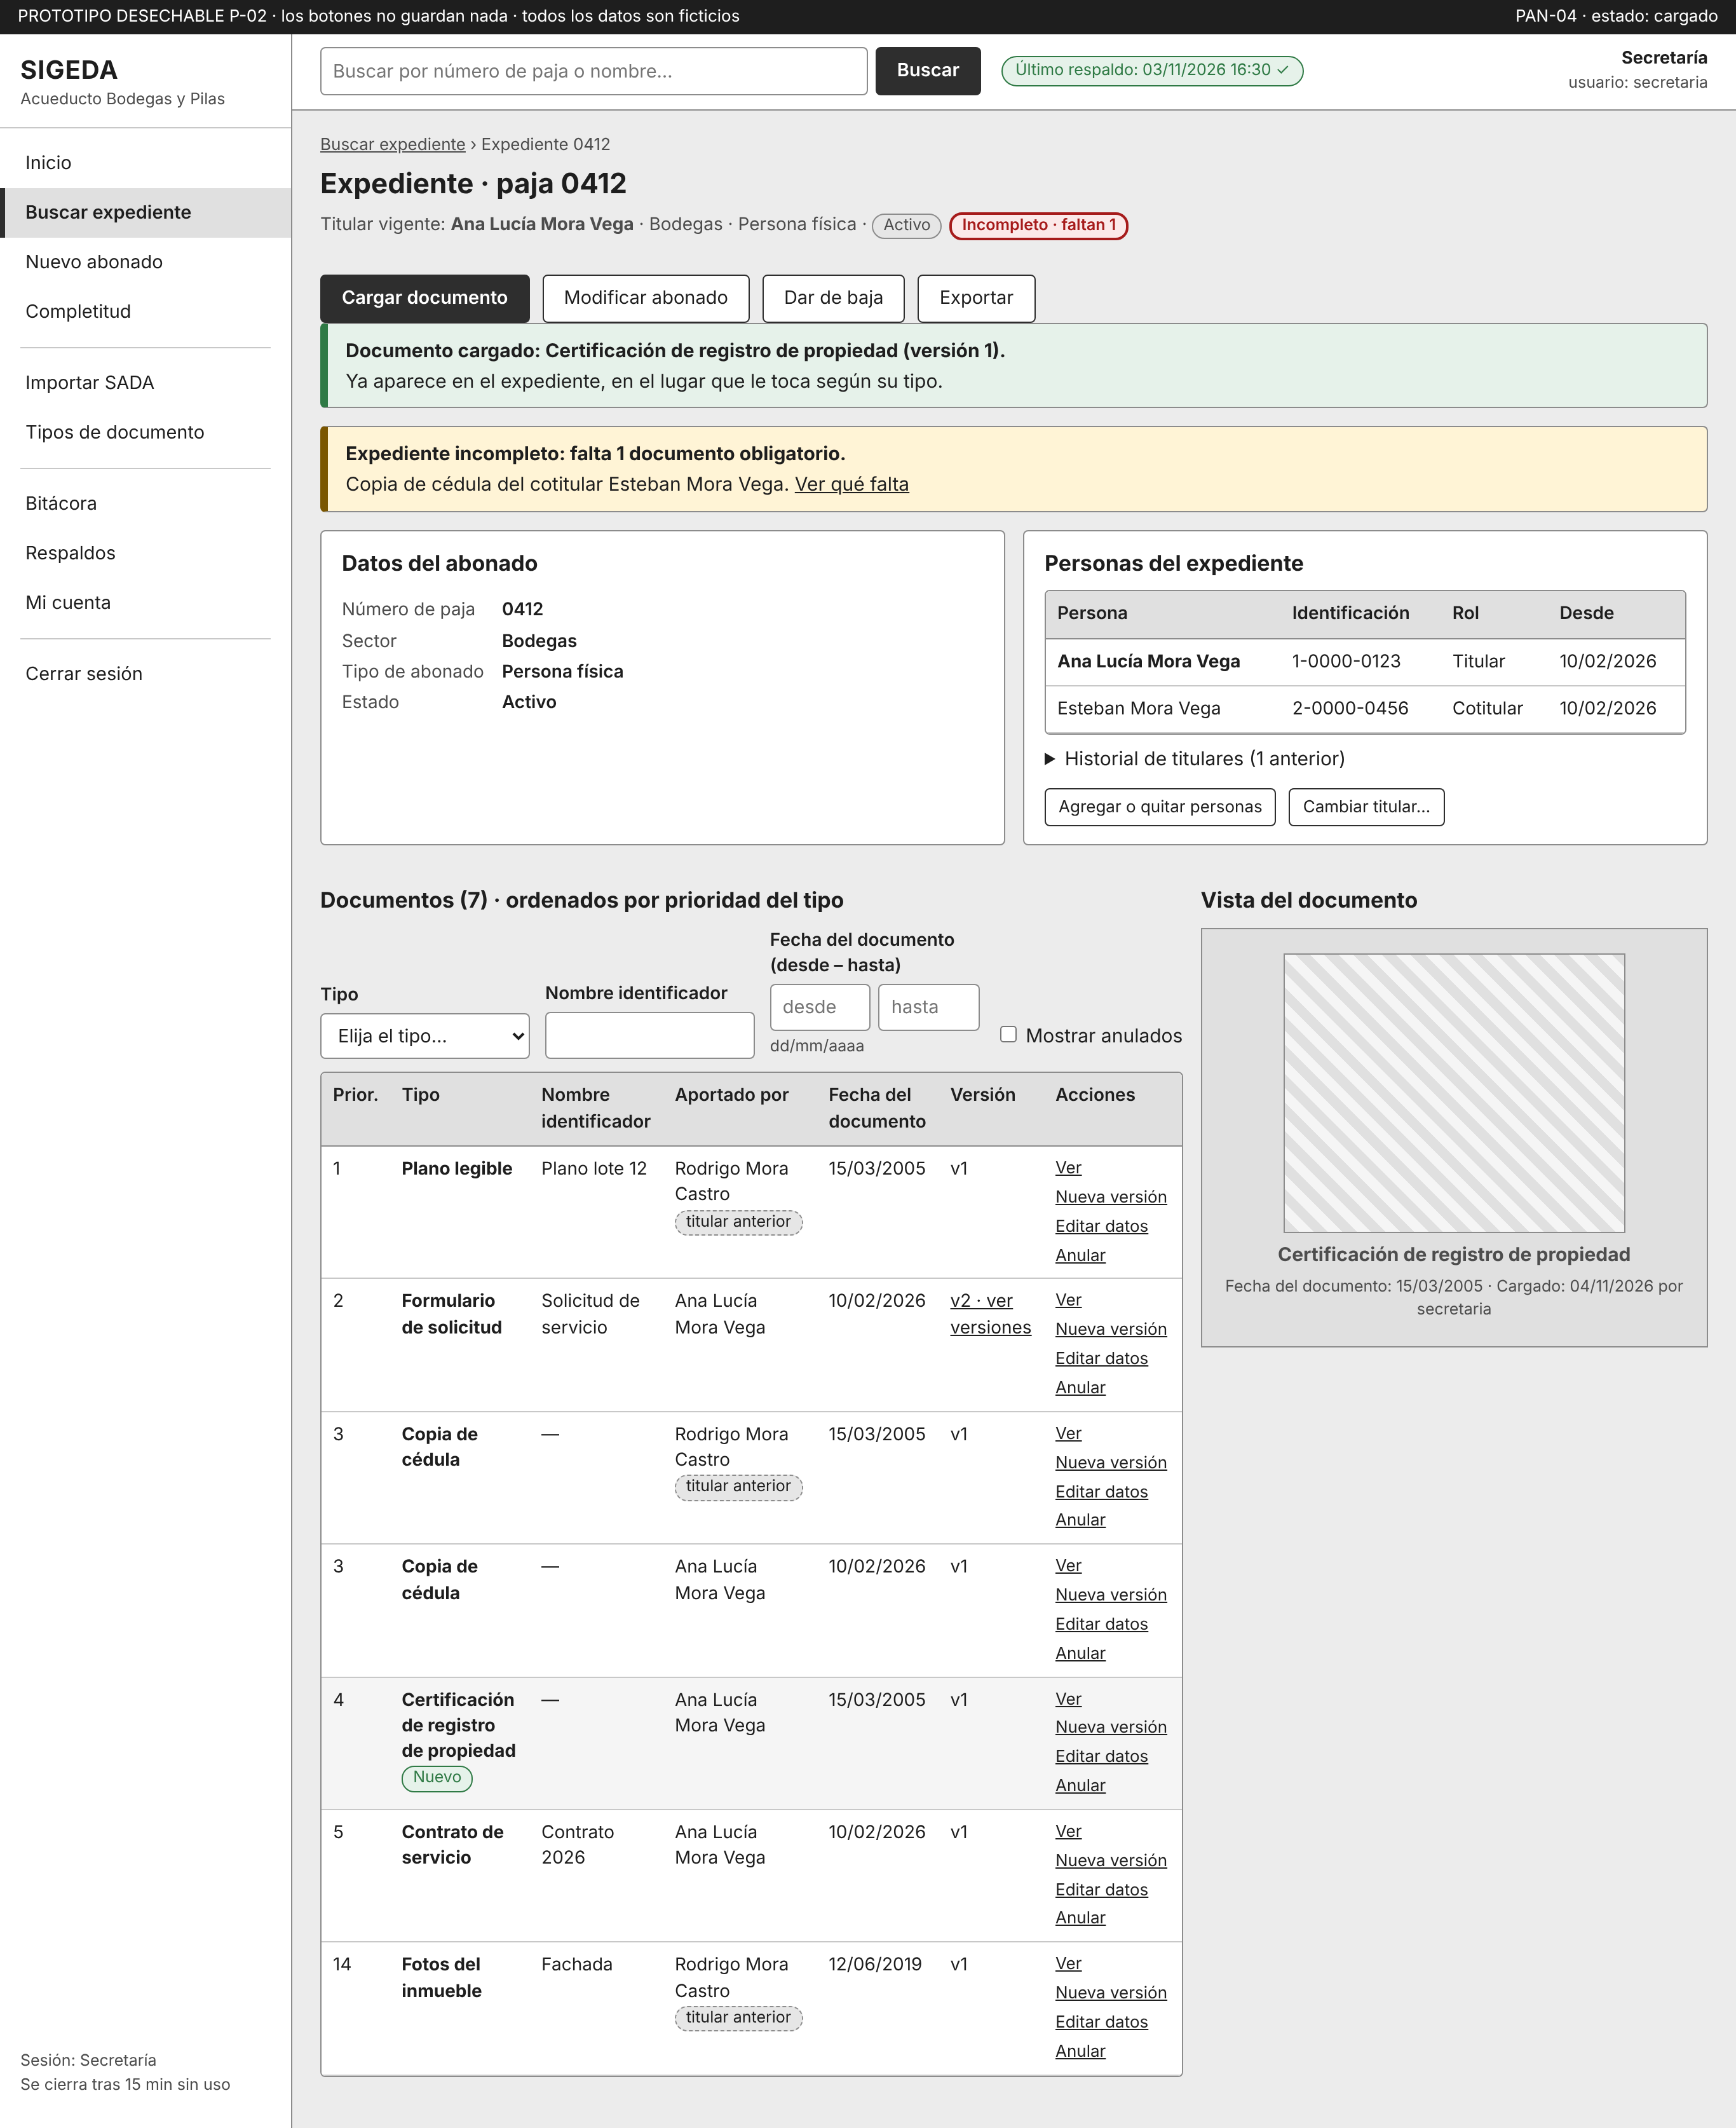 PROTOTIPO DESECHABLE P-02 · los botones no guardan nada · todos los datos son ficticios
PAN-04 · estado: cargado
SIGEDA
Acueducto Bodegas y Pilas
Inicio
Buscar expediente
Nuevo abonado
Completitud
Importar SADA
Tipos de documento
Bitácora
Respaldos
Mi cuenta
Cerrar sesión
Sesión: Secretaría
Se cierra tras 15 min sin uso
Buscar por número de paja o nombre...
Buscar
Último respaldo: 03/11/2026 16:30 ✓
Secretaría
usuario: secretaria
Buscar expediente › Expediente 0412
Expediente · paja 0412
Titular vigente: Ana Lucía Mora Vega · Bodegas · Persona física · Activo Incompleto · faltan 1
Cargar documento
Modificar abonado
Dar de baja
Exportar
Documento cargado: Certificación de registro de propiedad (versión 1).
Ya aparece en el expediente, en el lugar que le toca según su tipo.
Expediente incompleto: falta 1 documento obligatorio.
Copia de cédula del cotitular Esteban Mora Vega. Ver qué falta
Datos del abonado
Número de paja 0412
Sector Bodegas
Tipo de abonado Persona física
Estado Activo
Personas del expediente
Persona Identificación Rol Desde
Ana Lucía Mora Vega 1-0000-0123 Titular 10/02/2026
Esteban Mora Vega 2-0000-0456 Cotitular 10/02/2026
▶ Historial de titulares (1 anterior)
Agregar o quitar personas
Cambiar titular...
Documentos (7) · ordenados por prioridad del tipo
Tipo
Elija el tipo...
Nombre identificador
Fecha del documento
(desde – hasta)
desde
hasta
dd/mm/aaaa
Mostrar anulados
Prior. Tipo Nombre Aportado por Fecha del Versión Acciones
identificador documento
1 Plano legible Plano lote 12 Rodrigo Mora 15/03/2005 v1 Ver
Castro Nueva versión
titular anterior Editar datos
Anular
2 Formulario Solicitud de Ana Lucía 10/02/2026 v2 · ver Ver
de solicitud servicio Mora Vega versiones Nueva versión
Editar datos
Anular
3 Copia de — Rodrigo Mora 15/03/2005 v1 Ver
cédula Castro Nueva versión
titular anterior Editar datos
Anular
3 Copia de — Ana Lucía 10/02/2026 v1 Ver
cédula Mora Vega Nueva versión
Editar datos
Anular
4 Certificación — Ana Lucía 15/03/2005 v1 Ver
de registro Mora Vega Nueva versión
de propiedad Editar datos
Nuevo Anular
5 Contrato de Contrato Ana Lucía 10/02/2026 v1 Ver
servicio 2026 Mora Vega Nueva versión
Editar datos
Anular
14 Fotos del Fachada Rodrigo Mora 12/06/2019 v1 Ver
inmueble Castro Nueva versión
titular anterior Editar datos
Anular
Vista del documento
Certificación de registro de propiedad
Fecha del documento: 15/03/2005 · Cargado: 04/11/2026 por
secretaria